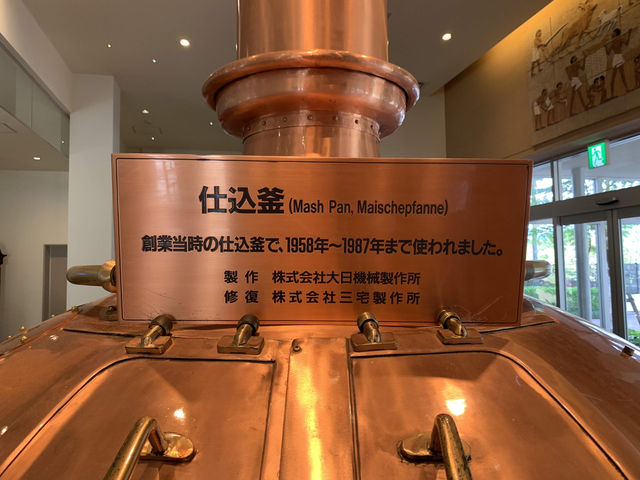 仕込釜 (Mash Pan, Maischepfanne)
創業当時の仕込釜で、1958年～1987年まで使われました。
製作 株式会社大日機械製作所
修復 株式会社三宅製作所